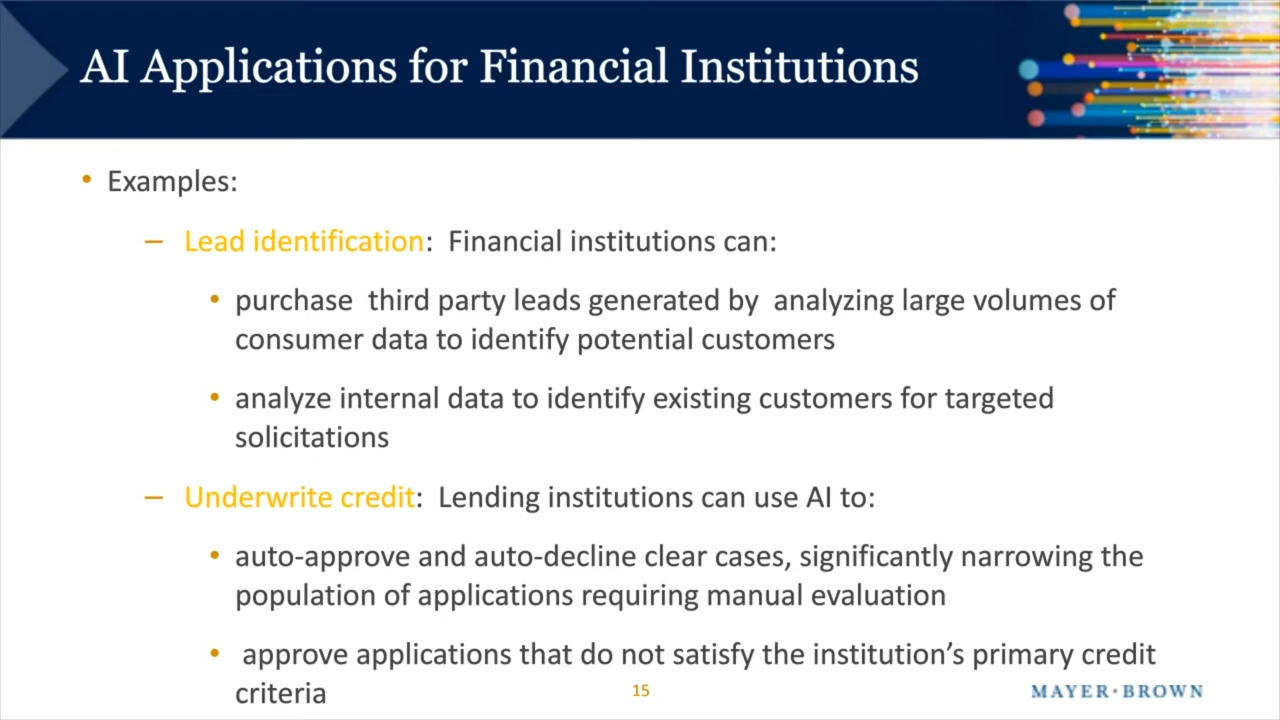 AI Applications for Financial Institutions
• Examples:
– Lead identification:  Financial institutions can:
• purchase  third party leads generated by  analyzing large volumes of
consumer data to identify potential customers
• analyze internal data to identify existing customers for targeted
solicitations
– Underwrite credit:  Lending institutions can use AI to:
• auto-approve and auto-decline clear cases, significantly narrowing the
population of applications requiring manual evaluation
•  approve applications that do not satisfy the institution’s primary credit
criteria
15
MAYER•BROWN